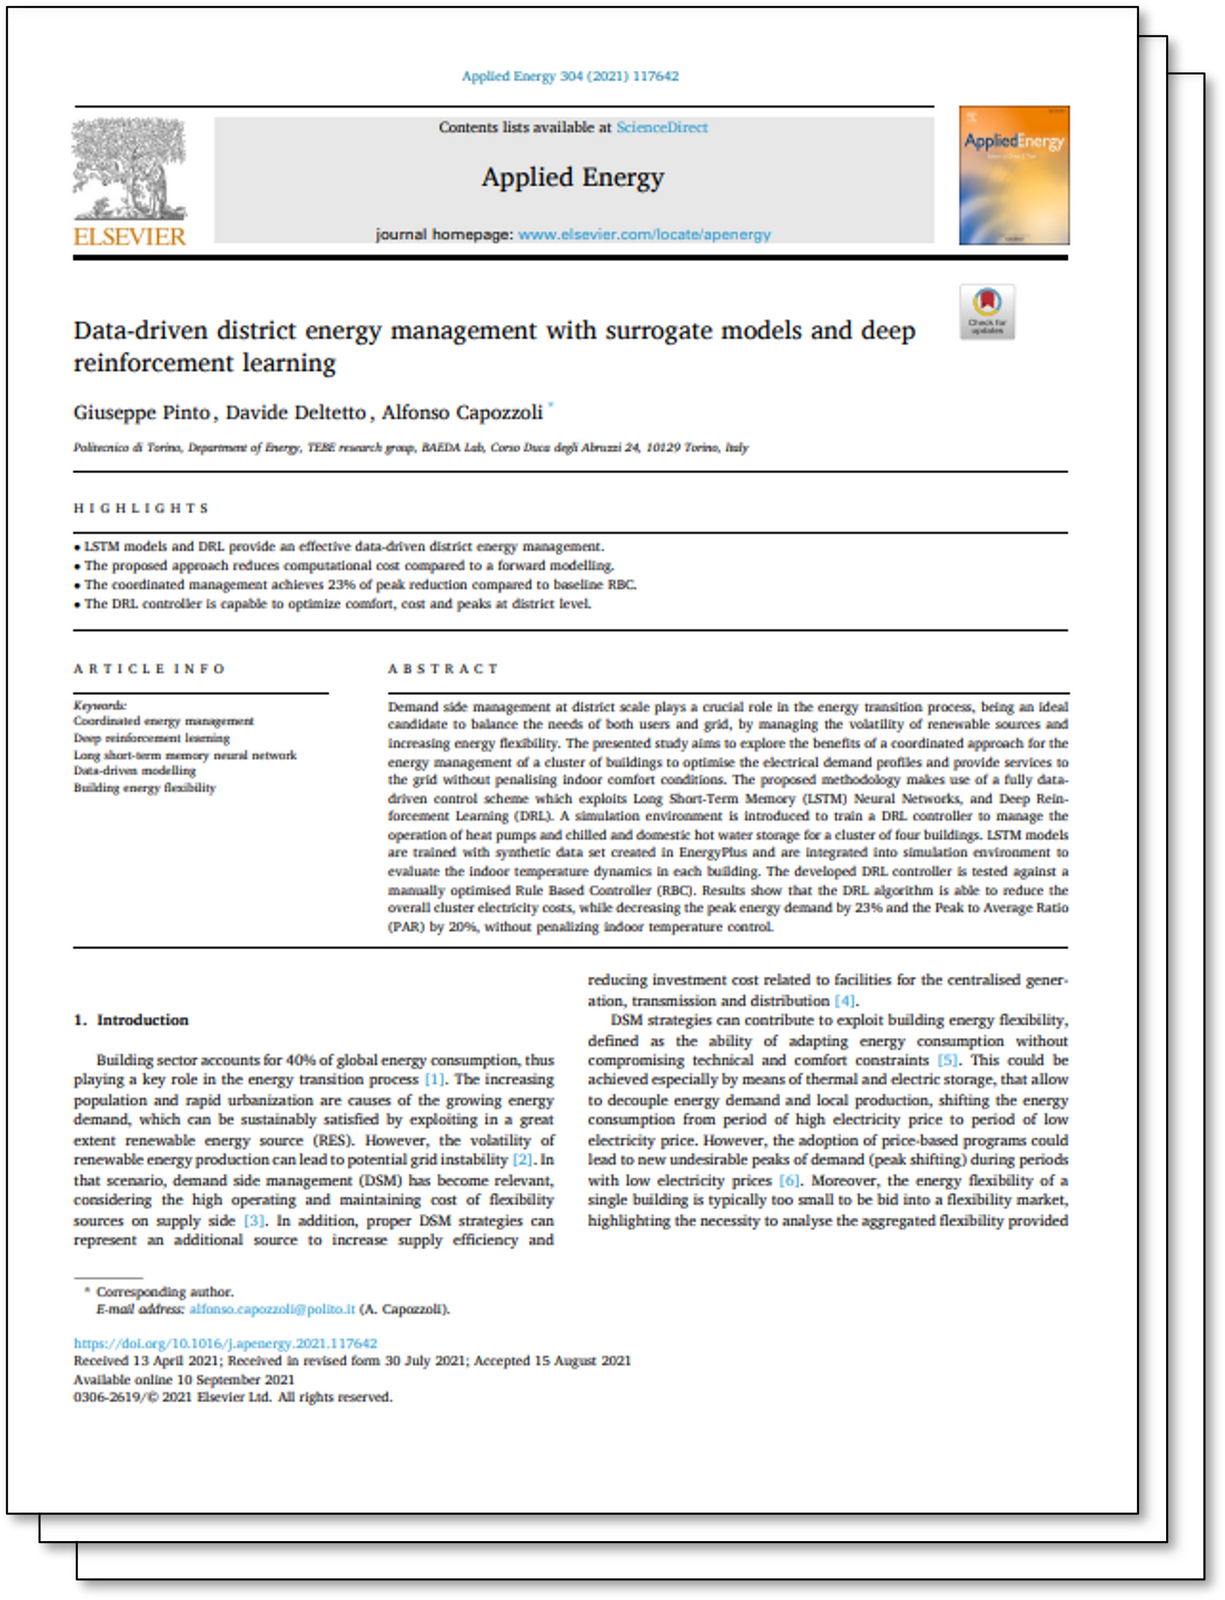 Applied Energy 304 (2021) 117642
Contents lists available at ScienceDirect
Applied Energy
journal homepage: www.elsevier.com/locate/apenergy
ELSEVIER
AppliedEnergy
Check for
updates
Data-driven district energy management with surrogate models and deep
reinforcement learning
Giuseppe Pinto, Davide Deltetto, Alfonso Capozzoli *
Politecnico di Torino, Department of Energy, TEBE research group, BAEDA Lab, Corso Duca degli Abruzzi 24, 10129 Torino, Italy
HIGHLIGHTS
• LSTM models and DRL provide an effective data-driven district energy management.
• The proposed approach reduces computational cost compared to a forward modelling.
• The coordinated management achieves 23% of peak reduction compared to baseline RBC.
• The DRL controller is capable to optimize comfort, cost and peaks at district level.
ARTICLE INFO
Keywords:
Coordinated energy management
Deep reinforcement learning
Long short-term memory neural network
Data-driven modelling
Building energy flexibility
ABSTRACT
Demand side management at district scale plays a crucial role in the energy transition process, being an ideal
candidate to balance the needs of both users and grid, by managing the volatility of renewable sources and
increasing energy flexibility. The presented study aims to explore the benefits of a coordinated approach for the
energy management of a cluster of buildings to optimise the electrical demand profiles and provide services to
the grid without penalising indoor comfort conditions. The proposed methodology makes use of a fully data-
driven control scheme which exploits Long Short-Term Memory (LSTM) Neural Networks, and Deep Rein-
forcement Learning (DRL). A simulation environment is introduced to train a DRL controller to manage the
operation of heat pumps and chilled and domestic hot water storage for a cluster of four buildings. LSTM models
are trained with synthetic data set created in EnergyPlus and are integrated into simulation environment to
evaluate the indoor temperature dynamics in each building. The developed DRL controller is tested against a
manually optimised Rule Based Controller (RBC). Results show that the DRL algorithm is able to reduce the
overall cluster electricity costs, while decreasing the peak energy demand by 23% and the Peak to Average Ratio
(PAR) by 20%, without penalizing indoor temperature control.
1. Introduction
Building sector accounts for 40% of global energy consumption, thus
playing a key role in the energy transition process [1]. The increasing
population and rapid urbanization are causes of the growing energy
demand, which can be sustainably satisfied by exploiting in a great
extent renewable energy source (RES). However, the volatility of
renewable energy production can lead to potential grid instability [2]. In
that scenario, demand side management (DSM) has become relevant,
considering the high operating and maintaining cost of flexibility
sources on supply side [3]. In addition, proper DSM strategies can
represent an additional source to increase supply efficiency and
reducing investment cost related to facilities for the centralised gener-
ation, transmission and distribution [4].
DSM strategies can contribute to exploit building energy flexibility,
defined as the ability of adapting energy consumption without
compromising technical and comfort constraints [5]. This could be
achieved especially by means of thermal and electric storage, that allow
to decouple energy demand and local production, shifting the energy
consumption from period of high electricity price to period of low
electricity price. However, the adoption of price-based programs could
lead to new undesirable peaks of demand (peak shifting) during periods
with low electricity prices [6]. Moreover, the energy flexibility of a
single building is typically too small to be bid into a flexibility market,
highlighting the necessity to analyse the aggregated flexibility provided
* Corresponding author.
E-mail address: alfonso.capozzoli@polito.it (A. Capozzoli).
https://doi.org/10.1016/j.apenergy.2021.117642
Received 13 April 2021; Received in revised form 30 July 2021; Accepted 15 August 2021
Available online 10 September 2021
0306-2619/© 2021 Elsevier Ltd. All rights reserved.